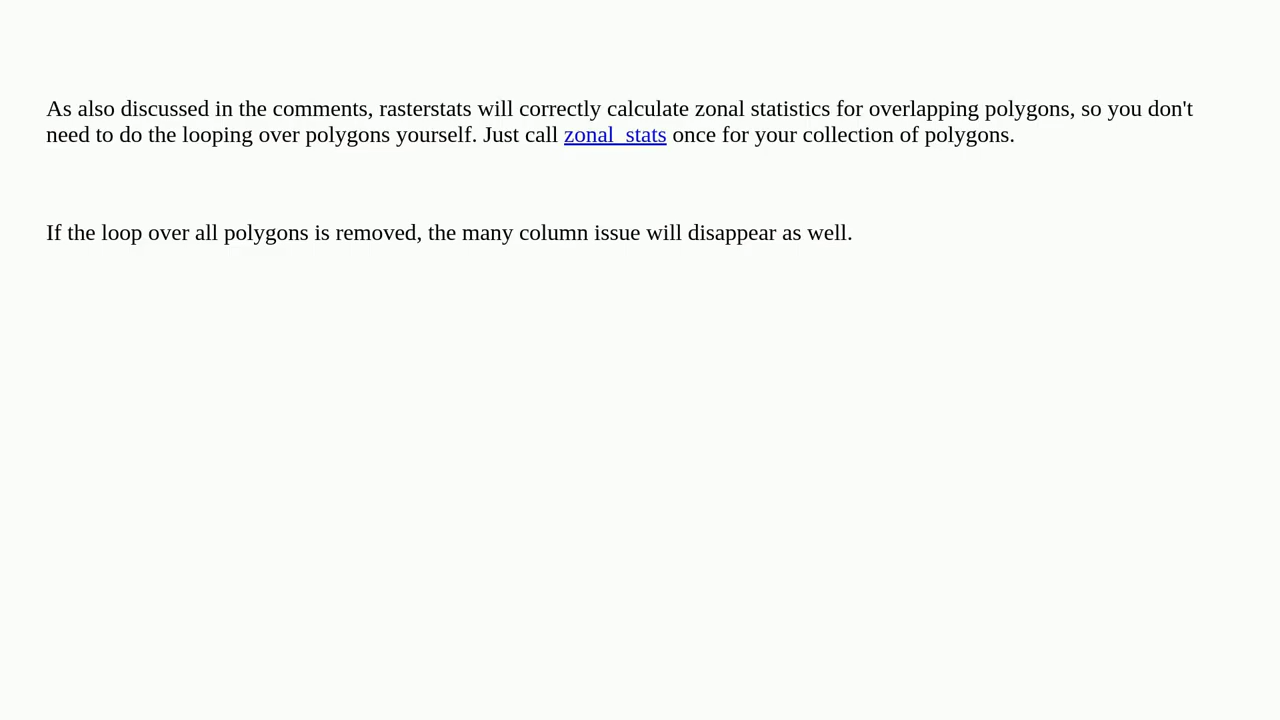 As also discussed in the comments, rasterstats will correctly calculate zonal statistics for overlapping polygons, so you don't
need to do the looping over polygons yourself. Just call zonal_stats once for your collection of polygons.
If the loop over all polygons is removed, the many column issue will disappear as well.